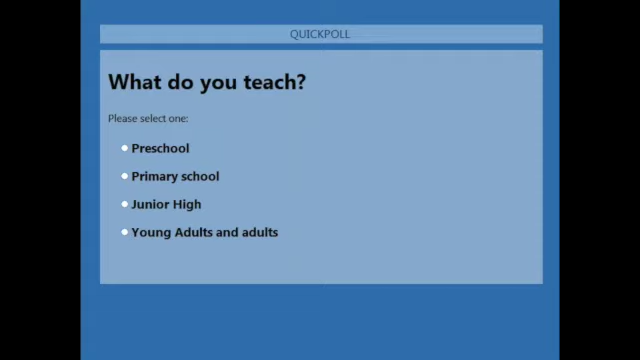 QUICKPOLL
What do you teach?
Please select one:
Preschool
Primary school
Junior High
Young Adults and adults